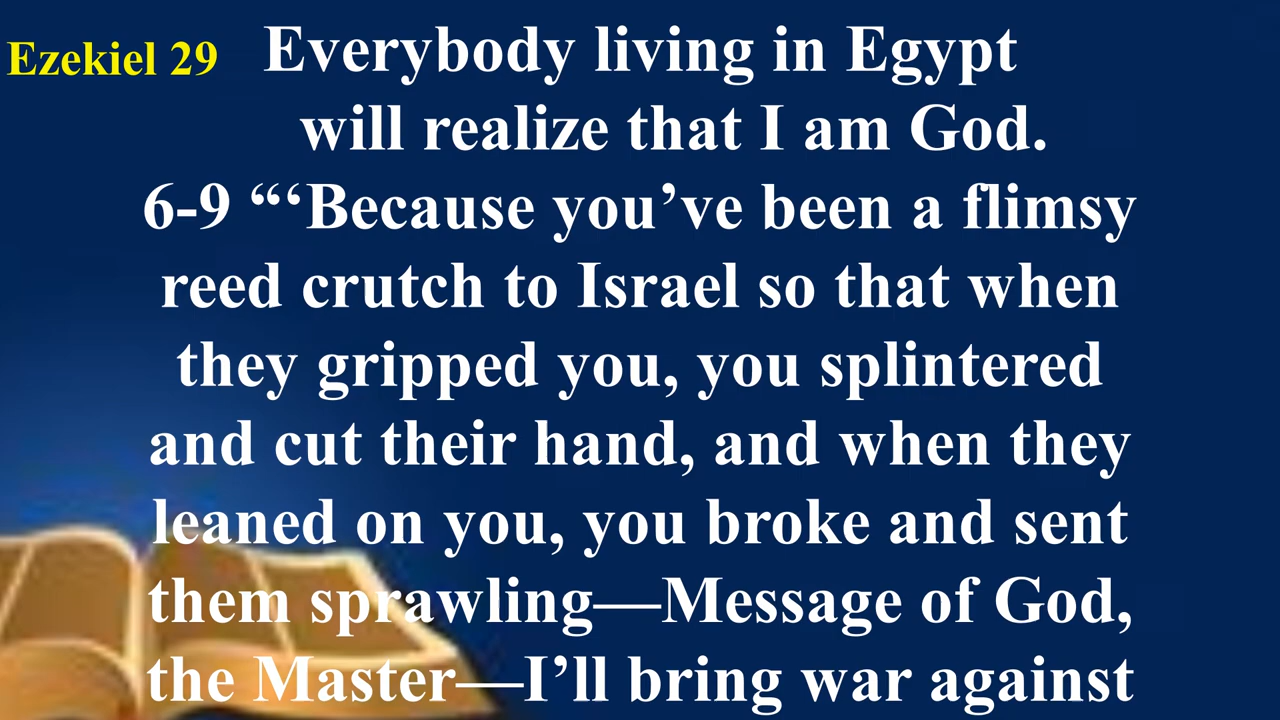 Ezekiel 29
Everybody living in Egypt
will realize that I am God.
6-9 “‘Because you’ve been a flimsy
reed crutch to Israel so that when
they gripped you, you splintered
and cut their hand, and when they
leaned on you, you broke and sent
them sprawling—Message of God,
the Master—I’ll bring war against